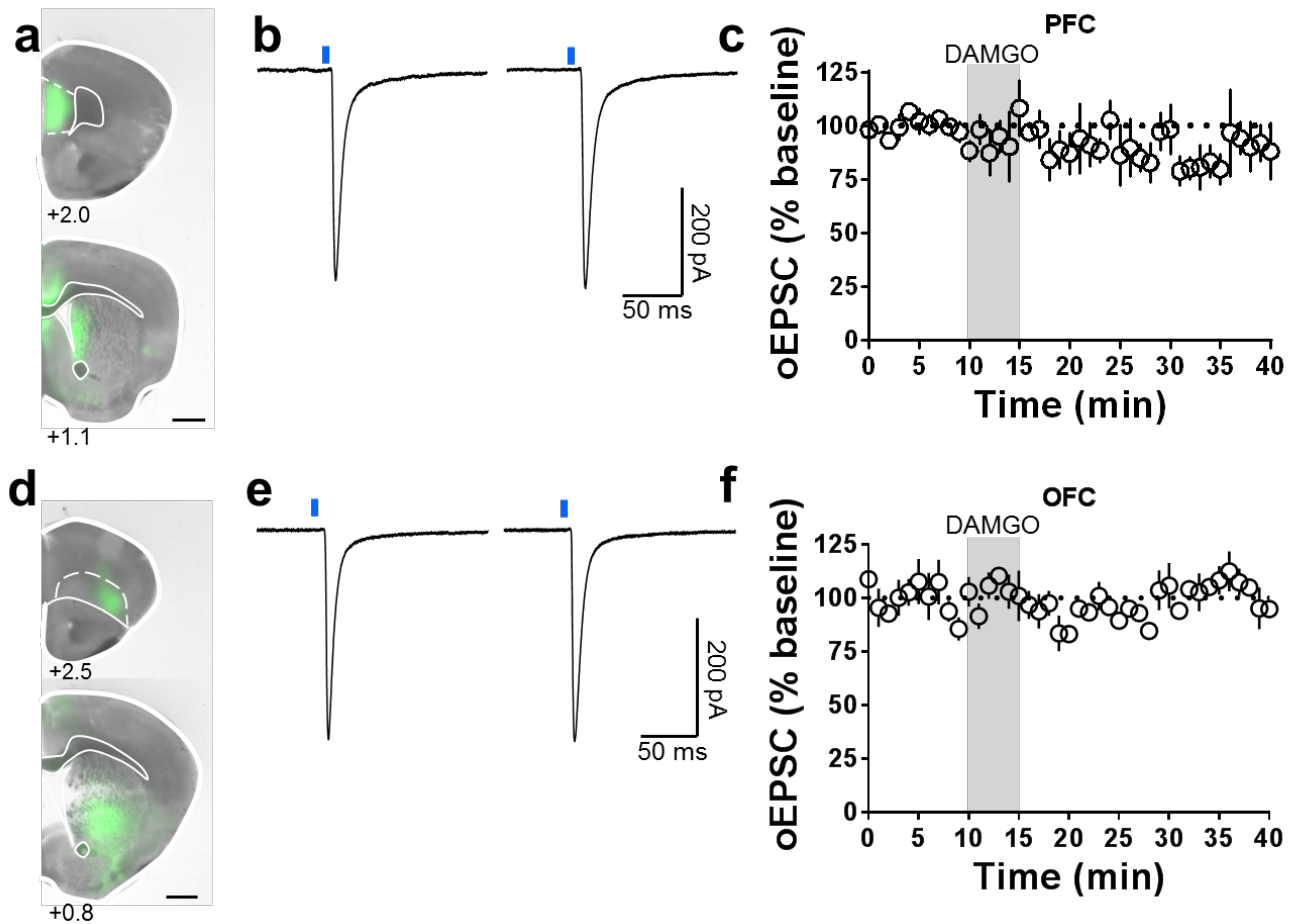 a
+2.0
+1.1
b
200 pA
50 ms
c
PFC
DAMGO
oEPSC (% baseline)
125
100
75
50
25
0
0 5 10 15 20 25 30 35 40
Time (min)
d
+2.5
+0.8
e
200 pA
50 ms
f
OFC
DAMGO
oEPSC (% baseline)
125
100
75
50
25
0
0 5 10 15 20 25 30 35 40
Time (min)